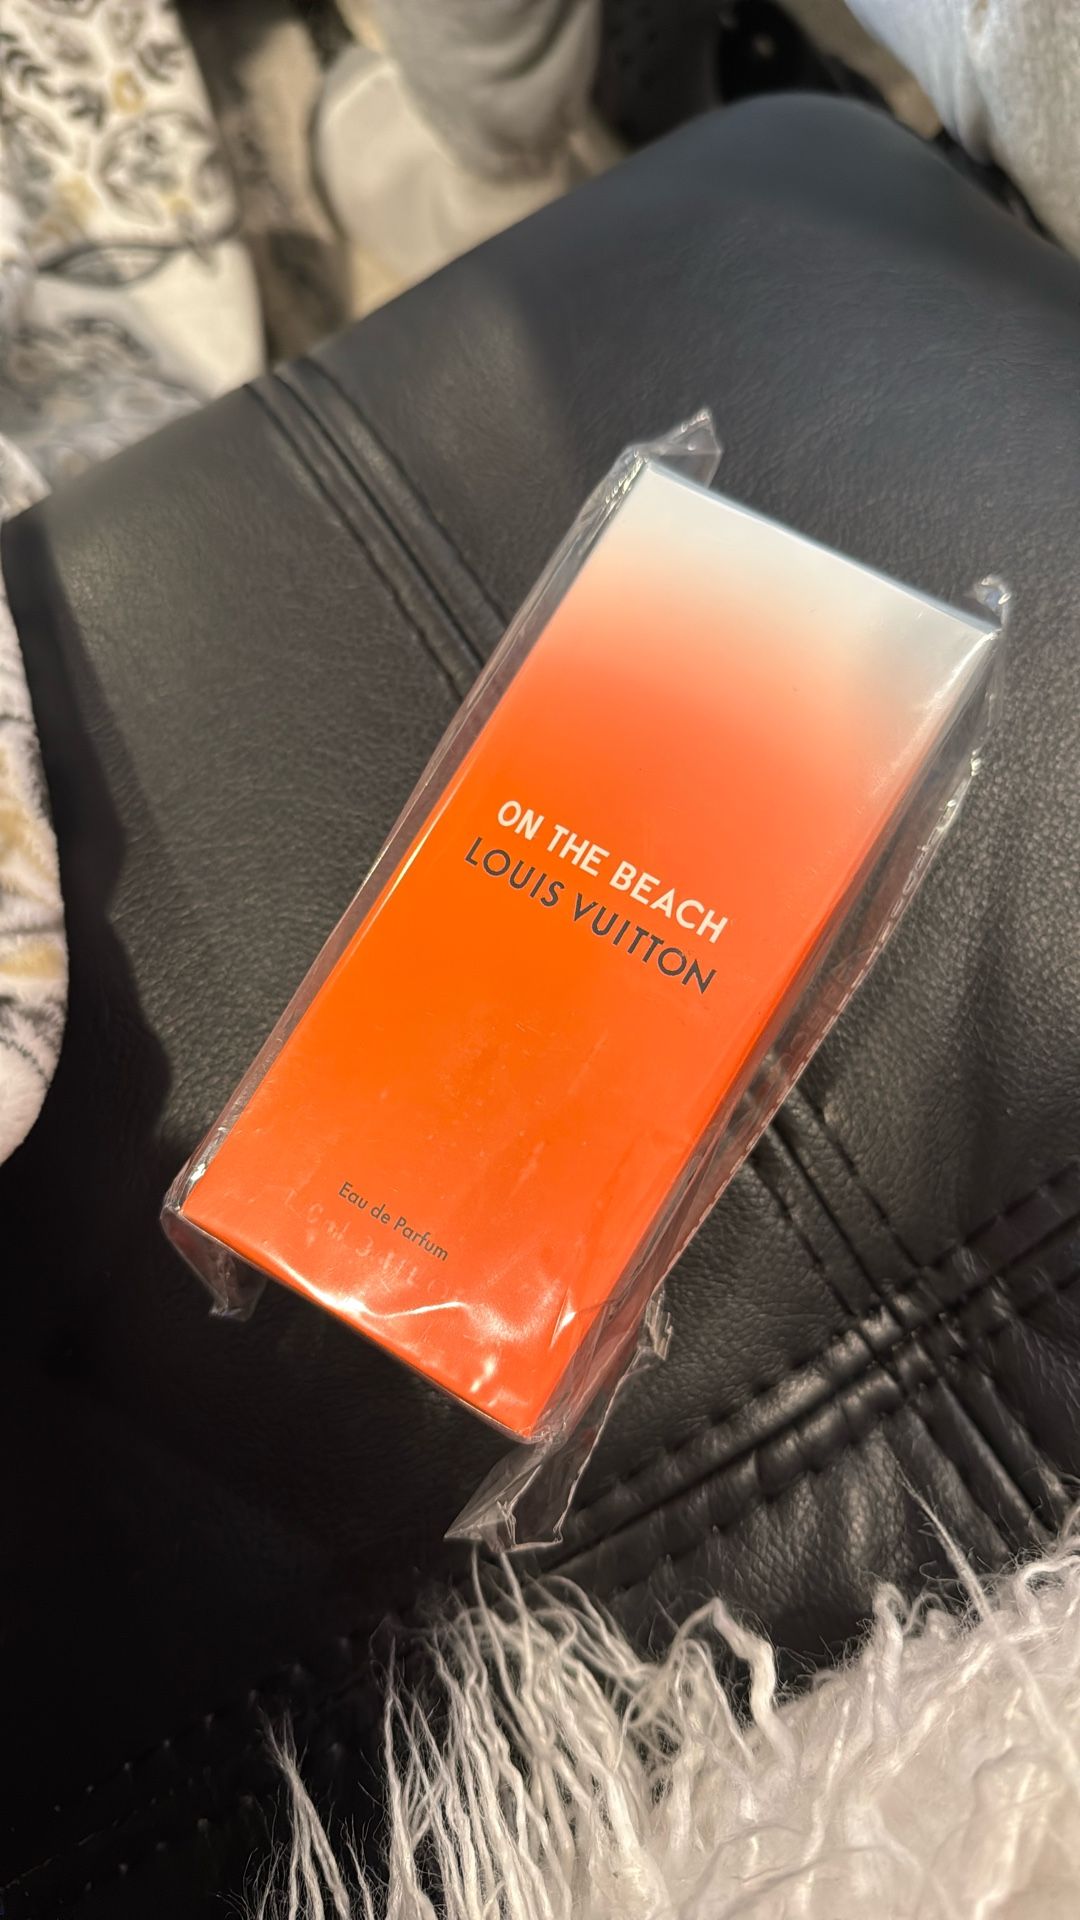 ON THE BEACH
LOUIS VUITTON
Eau de Parfum